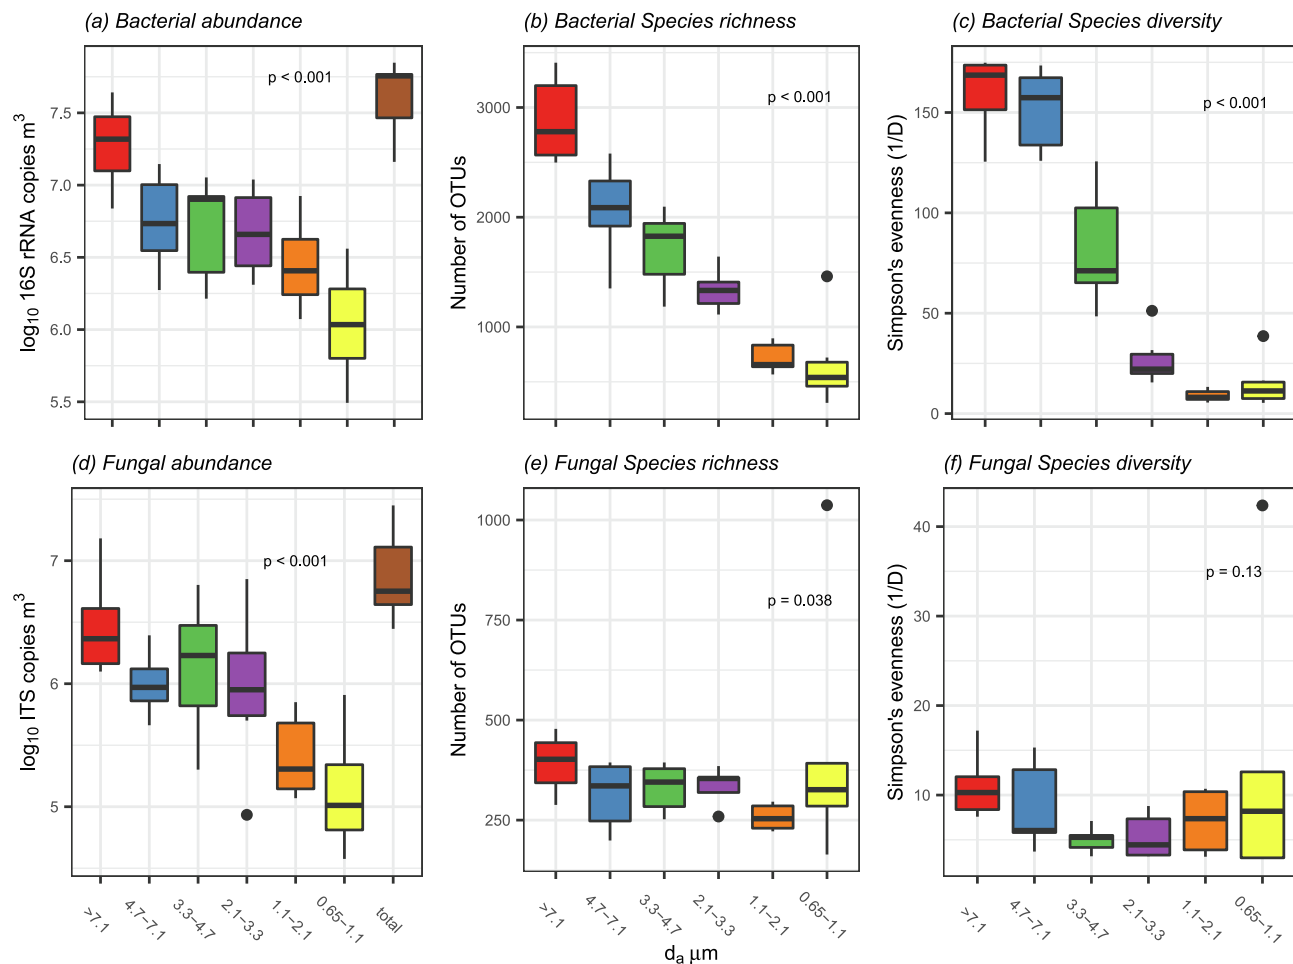 (a) Bacterial abundance
(b) Bacterial Species richness
(c) Bacterial Species diversity
log10 16S rRNA copies m3
7.5
7.0
6.5
6.0
5.5
p < 0.001
Number of OTUs
3000
2000
1000
p < 0.001
Simpson's evenness (1/D)
150
100
50
0
p < 0.001
(d) Fungal abundance
(e) Fungal Species richness
(f) Fungal Species diversity
log10 ITS copies m3
7
6
5
p < 0.001
>7.1
4.7–7.1
3.3–4.7
2.1–3.3
1.1–2.1
0.65–1.1
total
Number of OTUs
1000
750
500
250
p = 0.038
>7.1
4.7–7.1
3.3–4.7
2.1–3.3
1.1–2.1
0.65–1.1
Simpson's evenness (1/D)
40
30
20
10
p = 0.13
>7.1
4.7–7.1
3.3–4.7
2.1–3.3
1.1–2.1
0.65–1.1
da μm